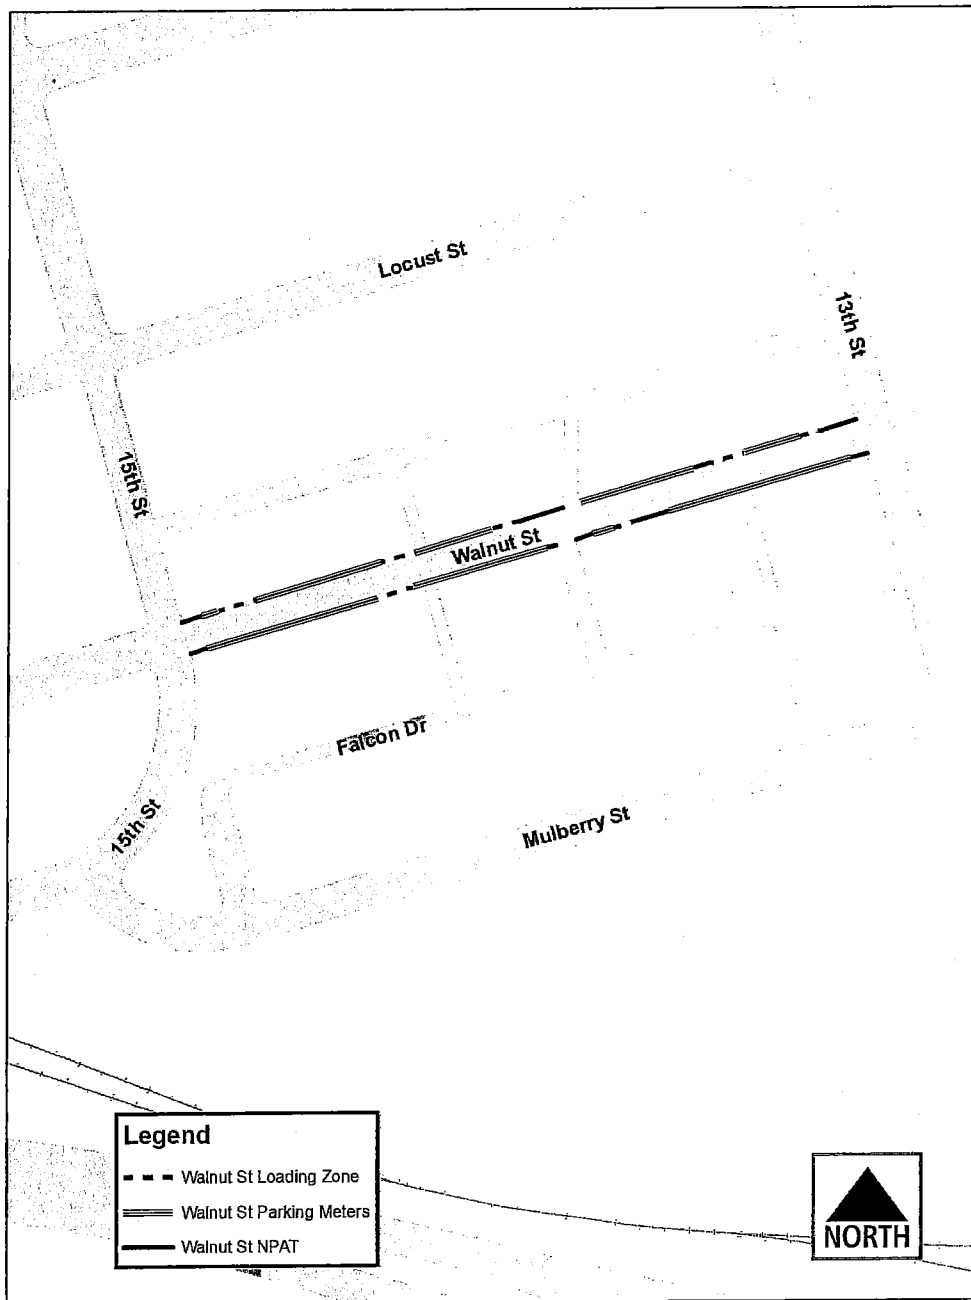 Locust St
13th St
15th St
Walnut St
Falcon Dr
15th St
Mulberry St
Legend
Walnut St Loading Zone
Walnut St Parking Meters
Walnut St NPAT
NORTH